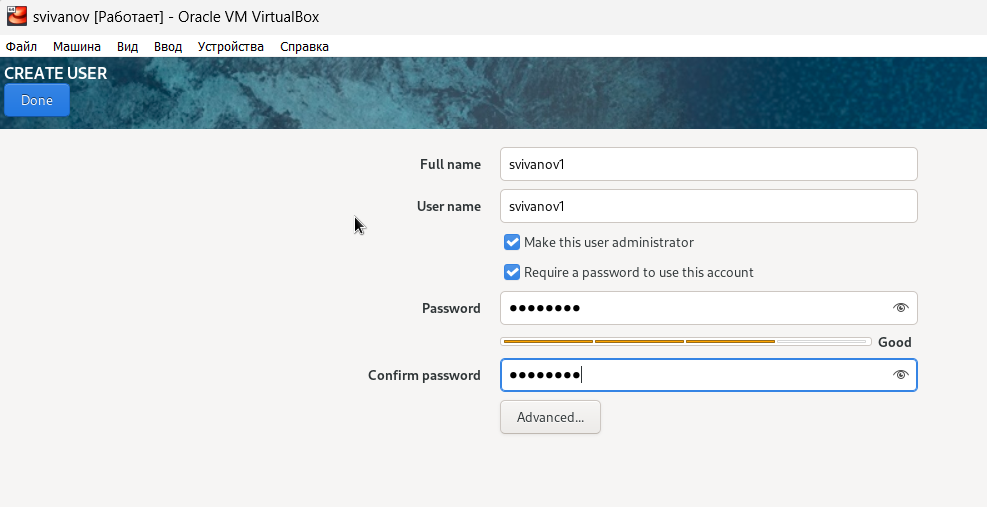 svivanov [Работает] - Oracle VM VirtualBox
Файл Машина Вид Ввод Устройства Справка
CREATE USER
Done
Full name svivanov1
User name svivanov1
Make this user administrator
Require a password to use this account
Password ●●●●●●●●
Good
Confirm password ●●●●●●●●
Advanced...